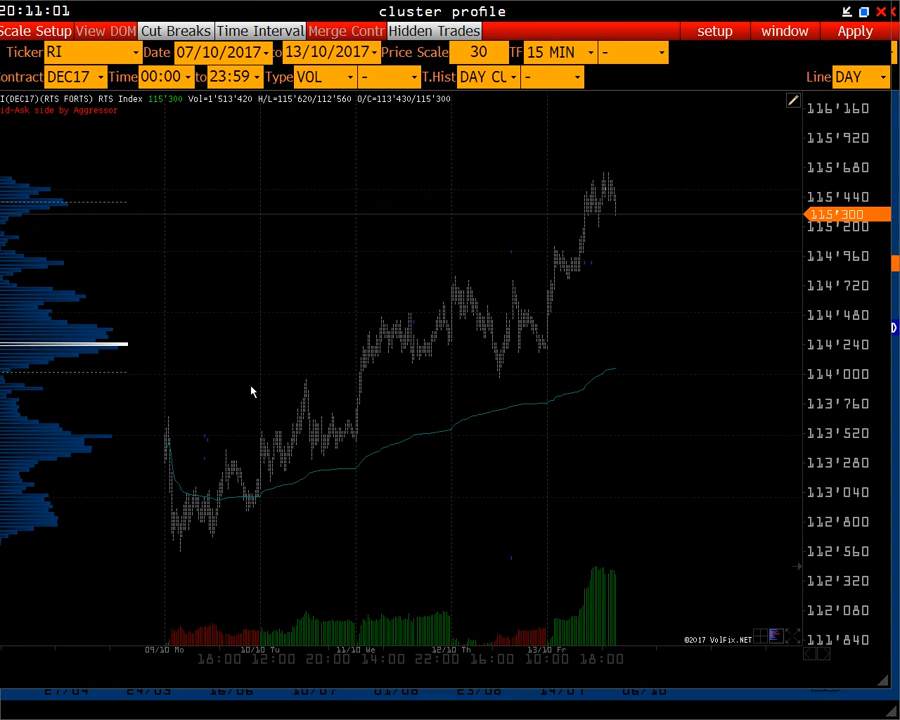 20:11:01 cluster profile
Scale Setup View DOM Cut Breaks Time Interval Merge Contr Hidden Trades setup window Apply
Ticker RI Date 07/10/2017 to 13/10/2017 Price Scale 30 TF 15 MIN -
Contract DEC17 Time 00:00 to 23:59 Type VOL - T.Hist DAY CL - Line DAY
I(DEC17)(RTS FORTS) RTS Index 115'300 Vol=1'513'420 H/L=115'620/112'560 O/C=113'430/115'300
id-Ask side by Aggressor
116'160
115'920
115'680
115'440
115'300
115'200
114'960
114'720
114'480
114'240
114'000
113'760
113'520
113'280
113'040
112'800
112'560
112'320
112'080
111'840
©2017 VolFix.NET
09/10 Mo 10/10 Tu 11/10 We 12/10 Th 13/10 Fr
18:00 12:00 20:00 14:00 22:00 16:00 10:00 18:00